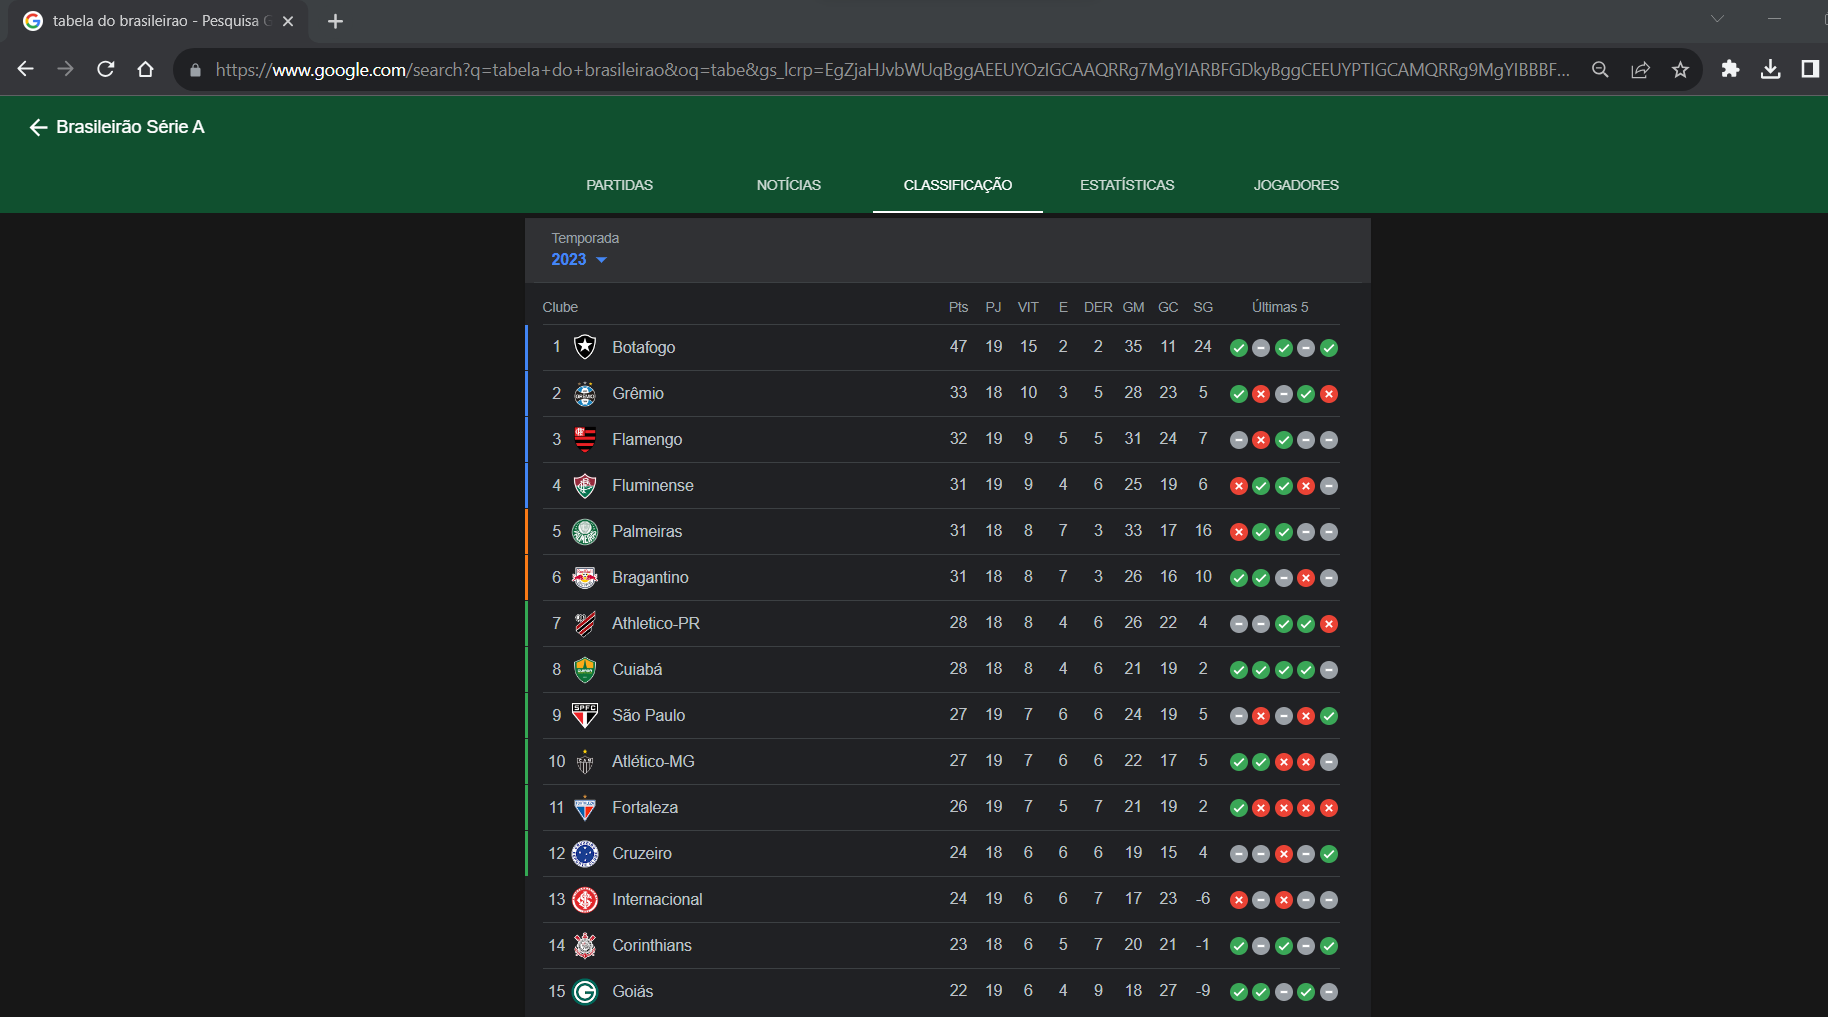 tabela do brasileirao - Pesquisa G
https://www.google.com/search?q=tabela+do+brasileirao&oq=tabe&gs_lcrp=EgZjaHJvbWUqBggAEEUYOzIGCAAQRRg7MgYIARBFGDkyBggCEEUYPTIGCAMQRRg9MgYIBBBF...
Brasileirão Série A
PARTIDAS NOTÍCIAS CLASSIFICAÇÃO ESTATÍSTICAS JOGADORES
Temporada
2023
Clube Pts PJ VIT E DER GM GC SG Últimas 5
1 Botafogo 47 19 15 2 2 35 11 24
2 Grêmio 33 18 10 3 5 28 23 5
3 Flamengo 32 19 9 5 5 31 24 7
4 Fluminense 31 19 9 4 6 25 19 6
5 Palmeiras 31 18 8 7 3 33 17 16
6 Bragantino 31 18 8 7 3 26 16 10
7 Athletico-PR 28 18 8 4 6 26 22 4
8 Cuiabá 28 18 8 4 6 21 19 2
9 SPFC São Paulo 27 19 7 6 6 24 19 5
10 Atlético-MG 27 19 7 6 6 22 17 5
11 Fortaleza 26 19 7 5 7 21 19 2
12 Cruzeiro 24 18 6 6 6 19 15 4
13 Internacional 24 19 6 6 7 17 23 -6
14 Corinthians 23 18 6 5 7 20 21 -1
15 Goiás 22 19 6 4 9 18 27 -9